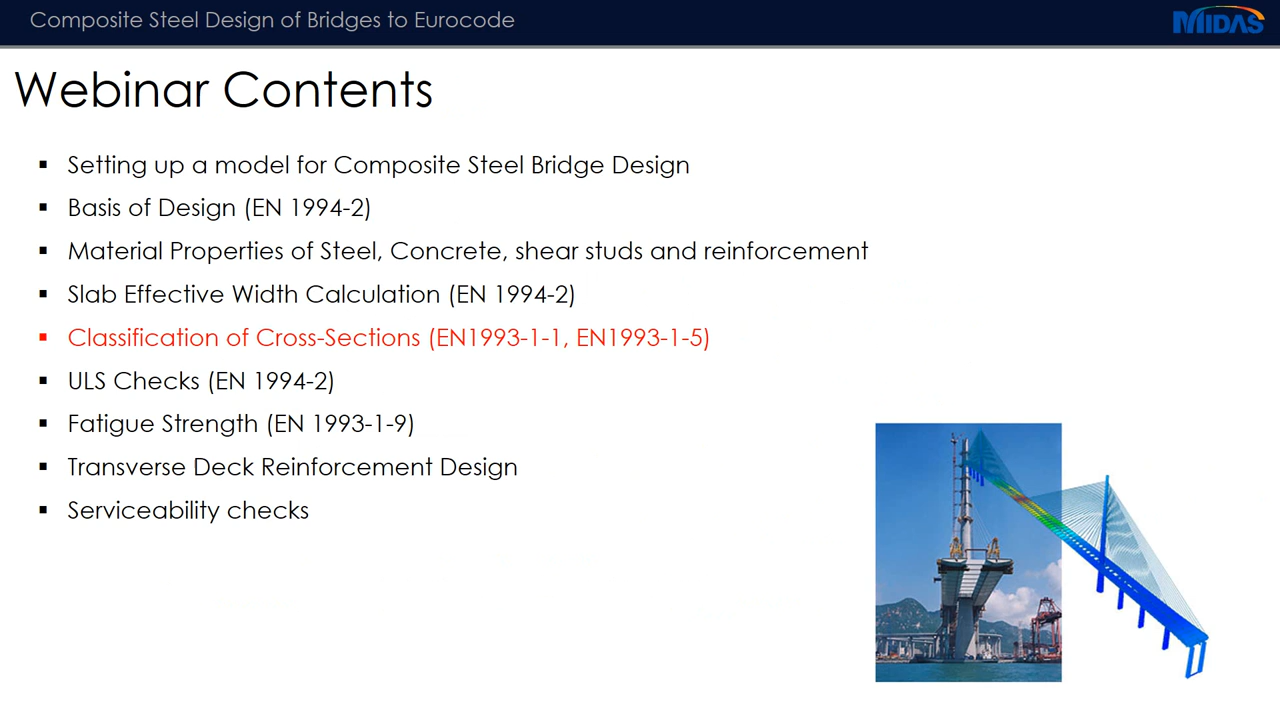 Composite Steel Design of Bridges to Eurocode
MIDAS
Webinar Contents
▪ Setting up a model for Composite Steel Bridge Design
▪ Basis of Design (EN 1994-2)
▪ Material Properties of Steel, Concrete, shear studs and reinforcement
▪ Slab Effective Width Calculation (EN 1994-2)
▪ Classification of Cross-Sections (EN1993-1-1, EN1993-1-5)
▪ ULS Checks (EN 1994-2)
▪ Fatigue Strength (EN 1993-1-9)
▪ Transverse Deck Reinforcement Design
▪ Serviceability checks